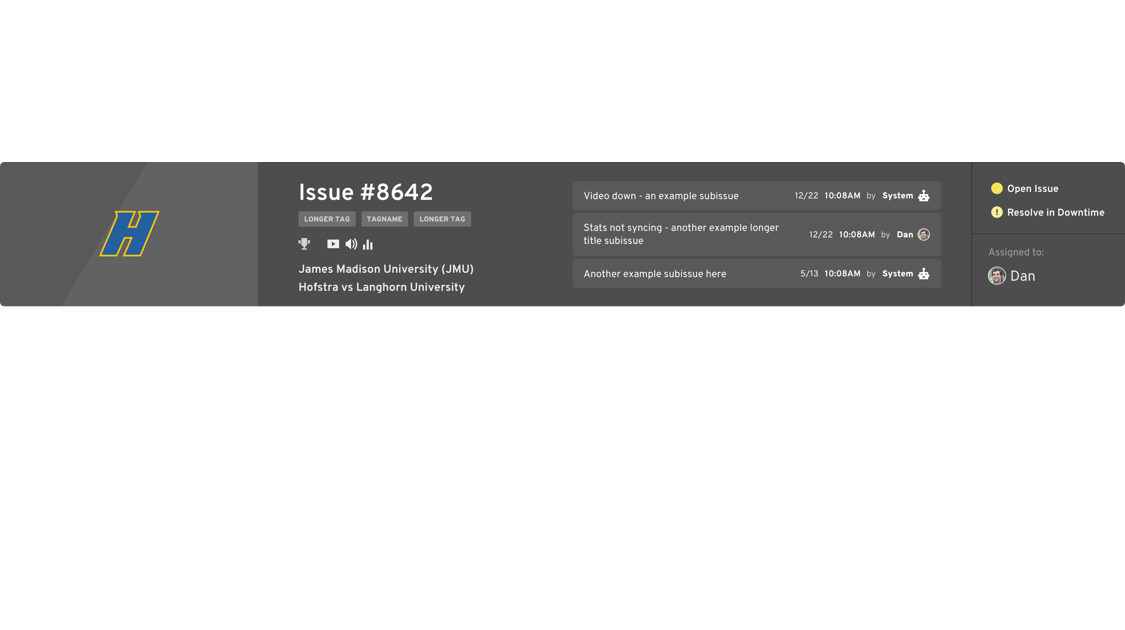 H
Issue #8642
LONGER TAG TAGNAME LONGER TAG
James Madison University (JMU)
Hofstra vs Langhorn University
Video down - an example subissue 12/22 10:08AM by System
Stats not syncing - another example longer
title subissue 12/22 10:08AM by Dan
Another example subissue here 5/13 10:08AM by System
Open Issue
! Resolve in Downtime
Assigned to:
Dan